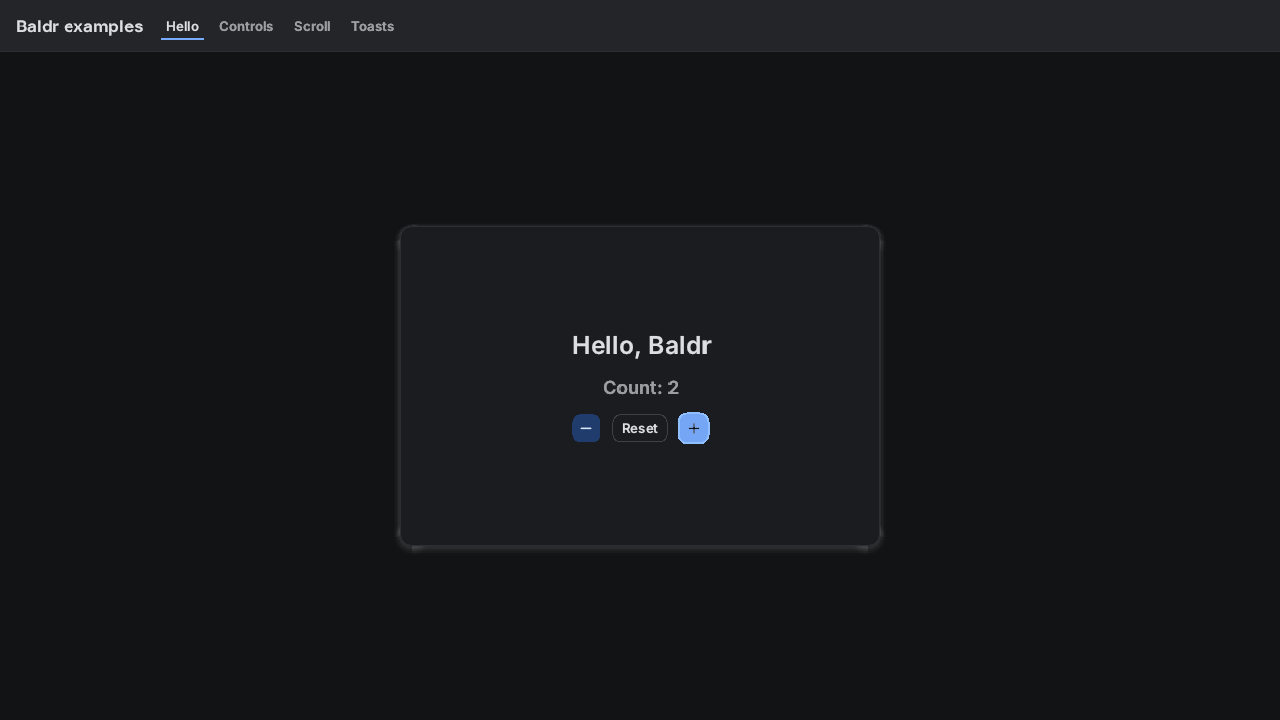 Baldr examples Hello Controls Scroll Toasts
Hello, Baldr
Count: 2
− Reset +